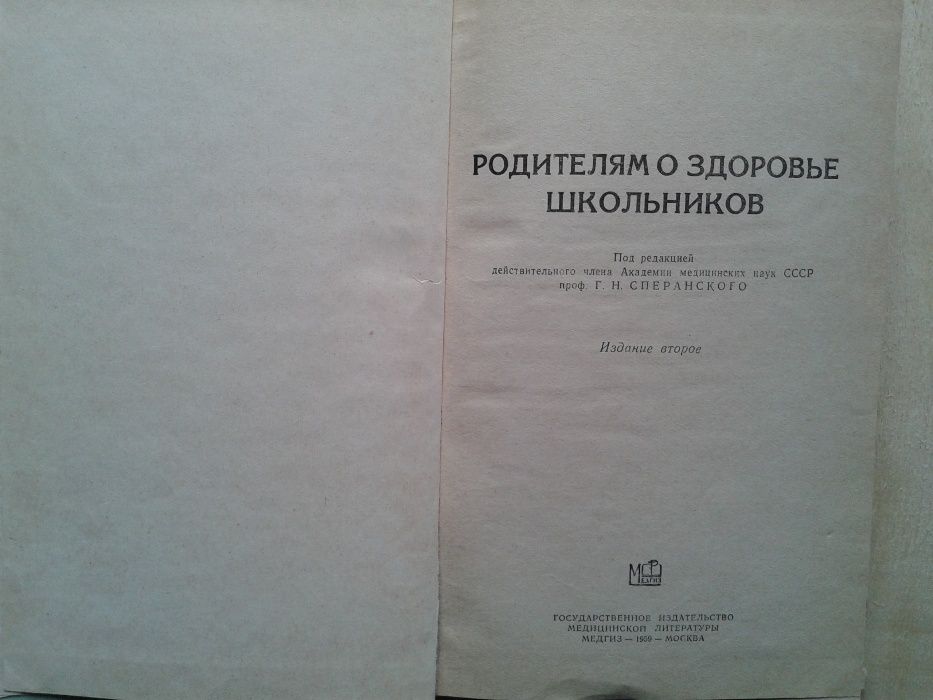 РОДИТЕЛЯМ О ЗДОРОВЬЕ
ШКОЛЬНИКОВ
Под редакцией
действительного члена Академии медицинских наук СССР
проф. Г. Н. СПЕРАНСКОГО
Издание второе
МЕДГИЗ
ГОСУДАРСТВЕННОЕ ИЗДАТЕЛЬСТВО
МЕДИЦИНСКОЙ ЛИТЕРАТУРЫ
МЕДГИЗ — 1959 — МОСКВА